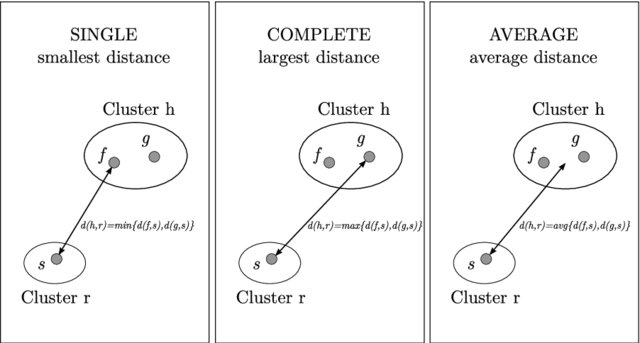 SINGLE
smallest distance
Cluster h
g
f
d(h,r)=min{d(f,s),d(g,s)}
s
Cluster r
COMPLETE
largest distance
Cluster h
g
f
d(h,r)=max{d(f,s),d(g,s)}
s
Cluster r
AVERAGE
average distance
Cluster h
g
f
d(h,r)=avg{d(f,s),d(g,s)}
s
Cluster r